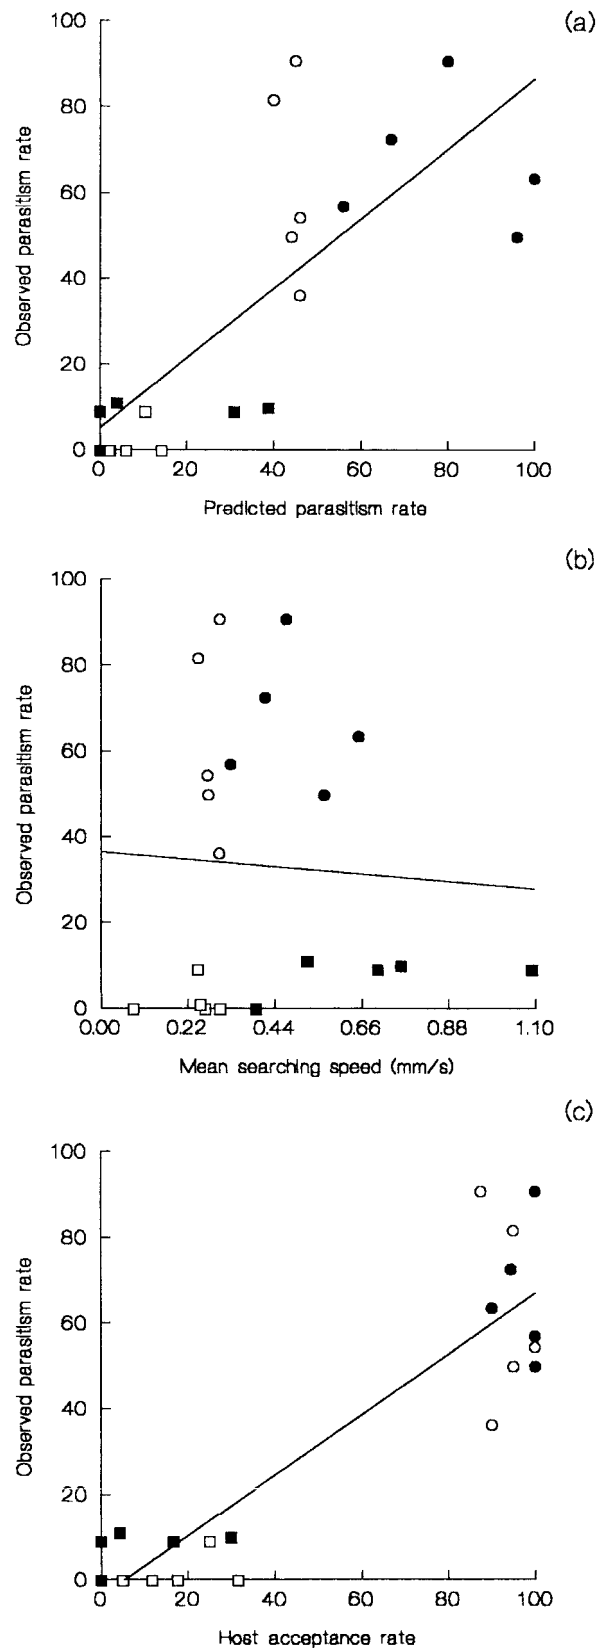 (a)
100
80
60
40
20
0
Observed parasitism rate
0 20 40 60 80 100
Predicted parasitism rate
(b)
100
80
60
40
20
0
Observed parasitism rate
0.00 0.22 0.44 0.66 0.88 1.10
Mean searching speed (mm/s)
(c)
100
80
60
40
20
0
Observed parasitism rate
0 20 40 60 80 100
Host acceptance rate